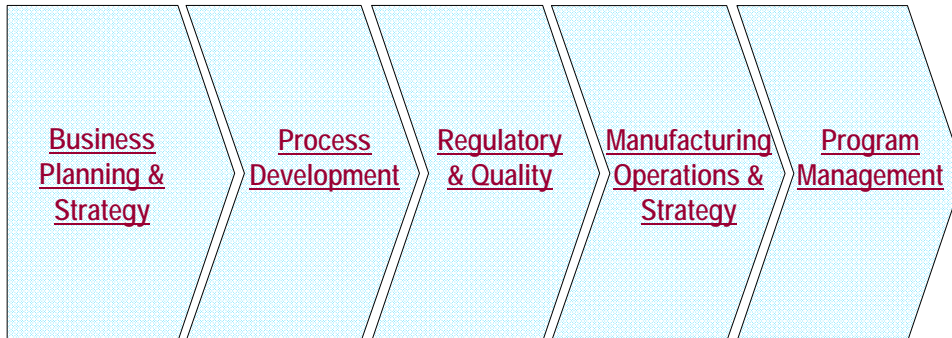 Business
Planning &
Strategy
Process
Development
Regulatory
& Quality
Manufacturing
Operations &
Strategy
Program
Management